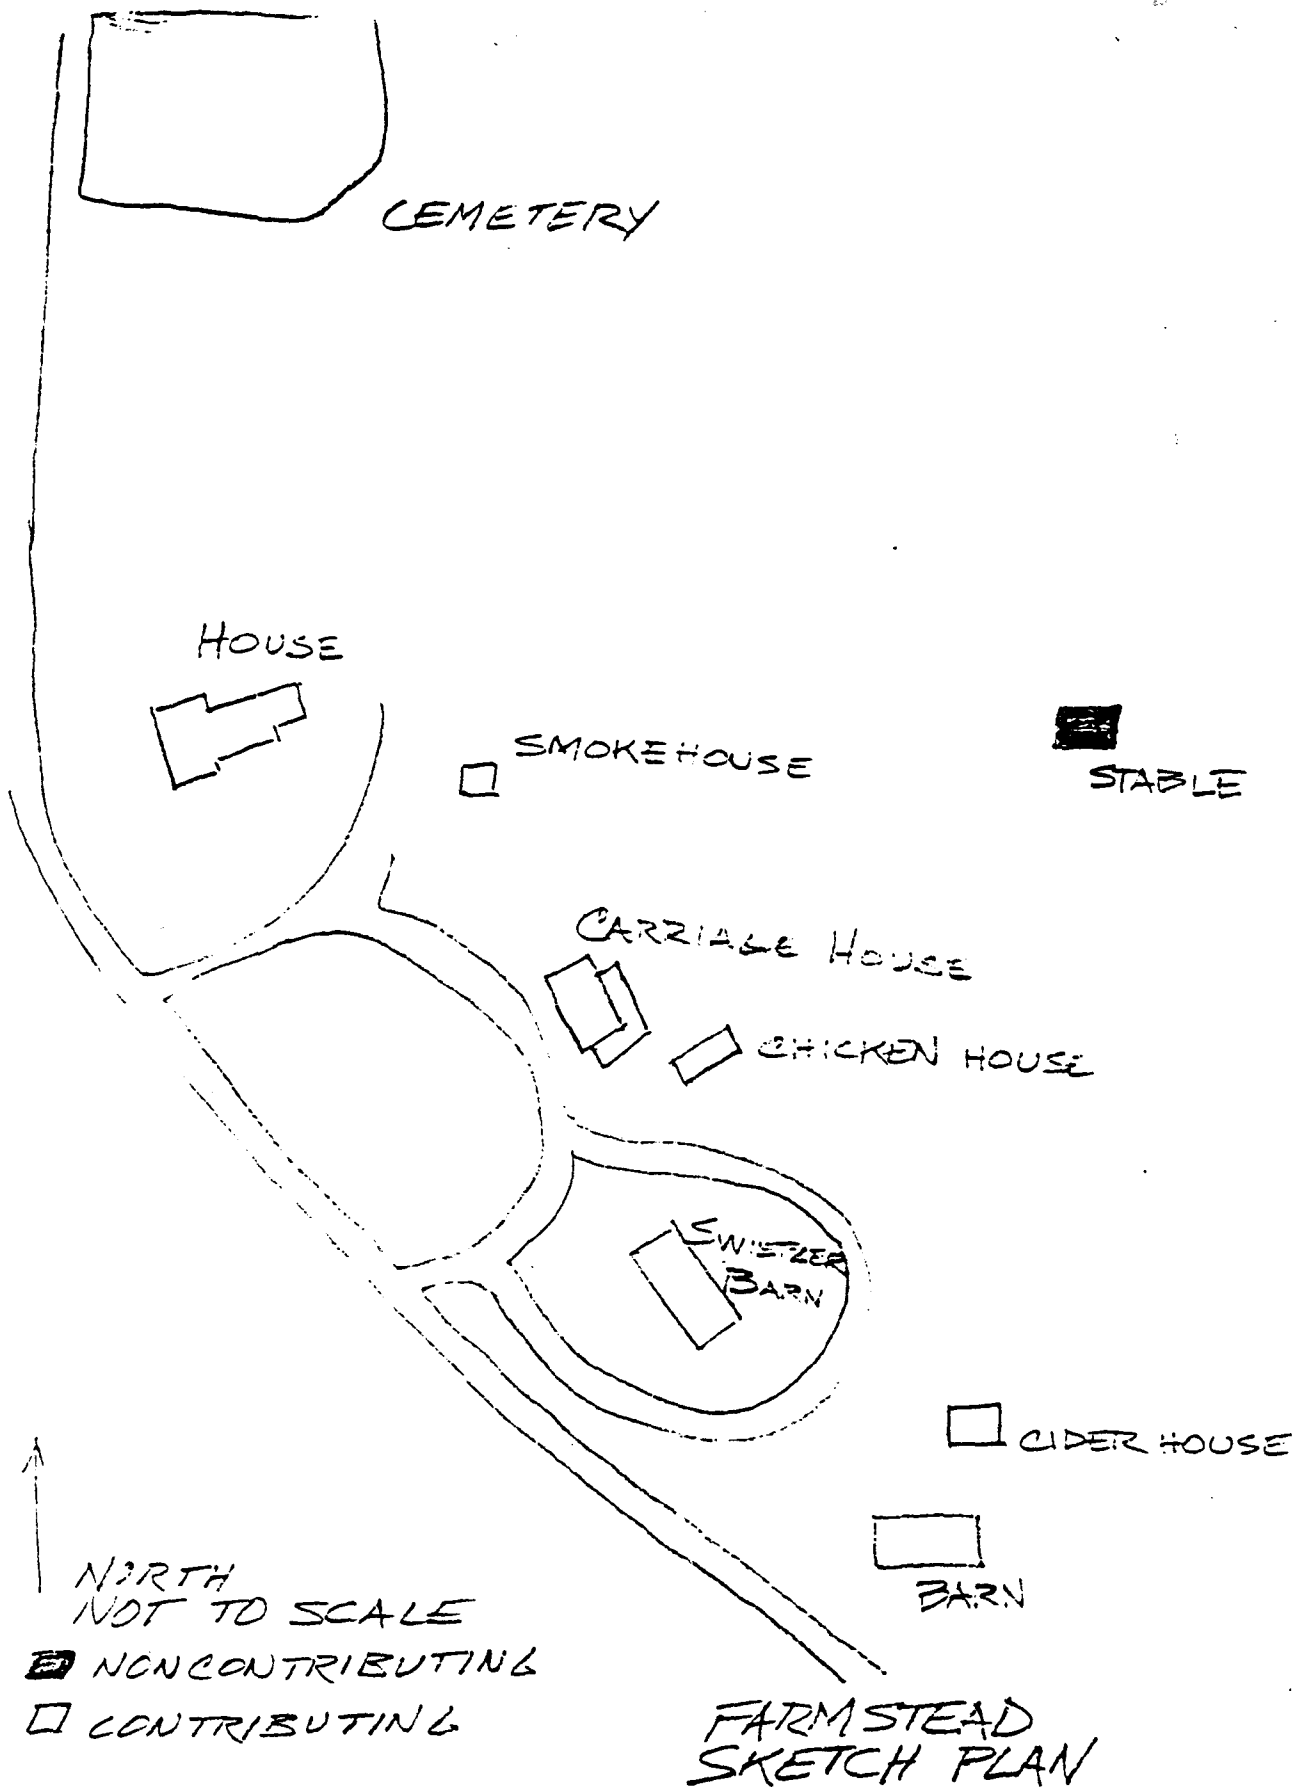 CEMETERY
HOUSE
SMOKEHOUSE
STABLE
CARRIAGE HOUSE
CHICKEN HOUSE
SWIETZER
BARN
CIDER HOUSE
BARN
NORTH
NOT TO SCALE
NONCONTRIBUTING
CONTRIBUTING
FARMSTEAD
SKETCH PLAN